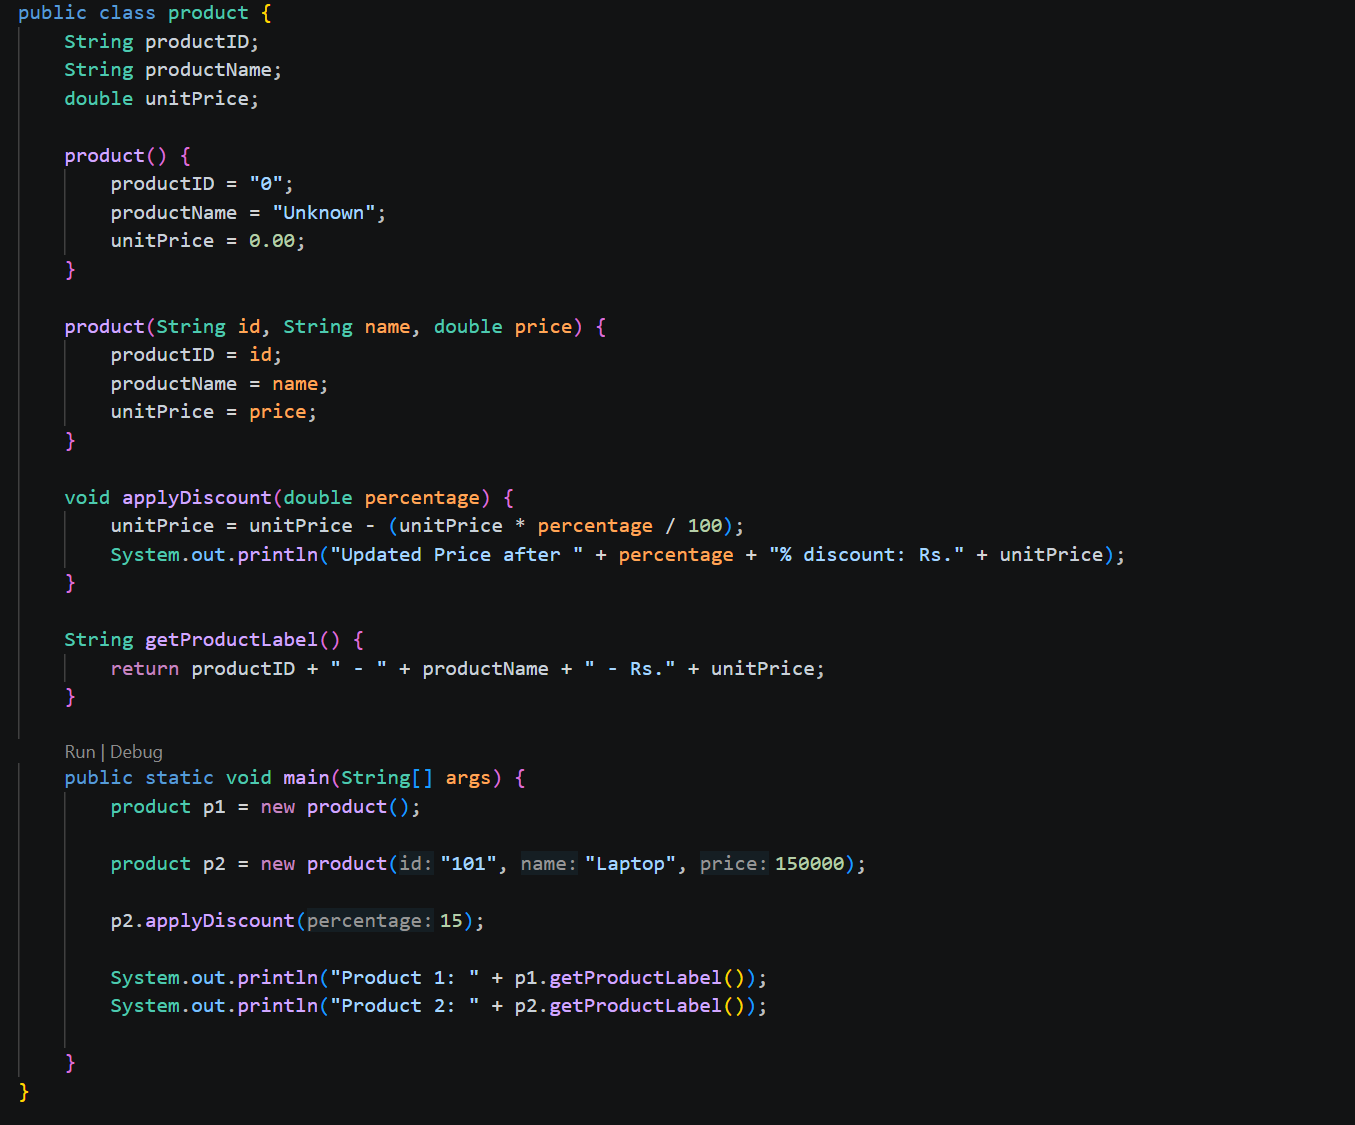 public class product {
    String productID;
    String productName;
    double unitPrice;

    product() {
        productID = "0";
        productName = "Unknown";
        unitPrice = 0.00;
    }

    product(String id, String name, double price) {
        productID = id;
        productName = name;
        unitPrice = price;
    }

    void applyDiscount(double percentage) {
        unitPrice = unitPrice - (unitPrice * percentage / 100);
        System.out.println("Updated Price after " + percentage + "% discount: Rs." + unitPrice);
    }

    String getProductLabel() {
        return productID + " - " + productName + " - Rs." + unitPrice;
    }

    Run | Debug
    public static void main(String[] args) {
        product p1 = new product();

        product p2 = new product(id: "101", name: "Laptop", price: 150000);

        p2.applyDiscount(percentage: 15);

        System.out.println("Product 1: " + p1.getProductLabel());
        System.out.println("Product 2: " + p2.getProductLabel());

    }
}